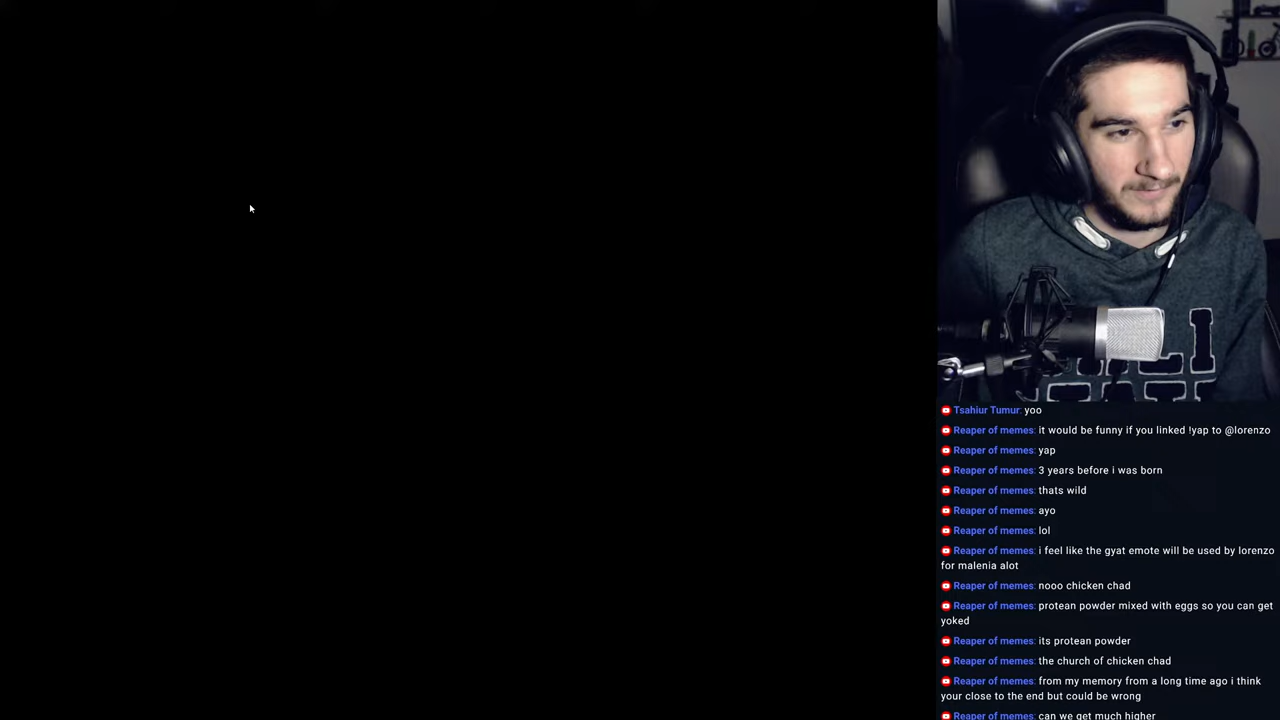 Tsahiur Tumur: yoo
Reaper of memes: it would be funny if you linked !yap to @lorenzo
Reaper of memes: yap
Reaper of memes: 3 years before i was born
Reaper of memes: thats wild
Reaper of memes: ayo
Reaper of memes: lol
Reaper of memes: i feel like the gyat emote will be used by lorenzo
for malenia alot
Reaper of memes: nooo chicken chad
Reaper of memes: protean powder mixed with eggs so you can get
yoked
Reaper of memes: its protean powder
Reaper of memes: the church of chicken chad
Reaper of memes: from my memory from a long time ago i think
your close to the end but could be wrong
Reaper of memes: can we get much higher